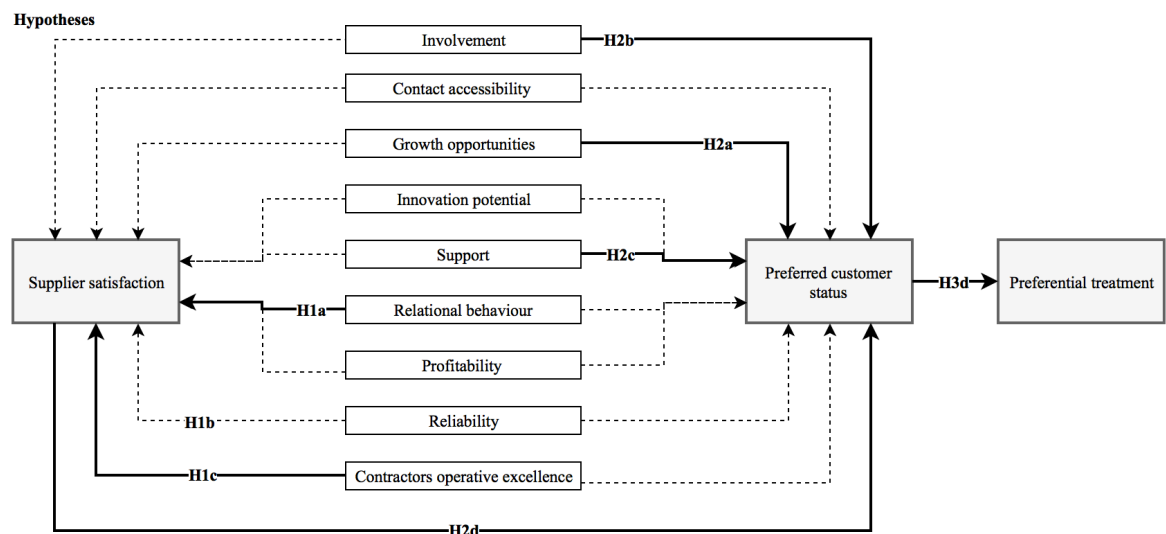 Hypotheses
Involvement
H2b
Contact accessibility
Growth opportunities
H2a
Innovation potential
Support
H2c
Supplier satisfaction
Preferred customer
status
H3d
Preferential treatment
H1a
Relational behaviour
Profitability
H1b
Reliability
H1c
Contractors operative excellence
H2d